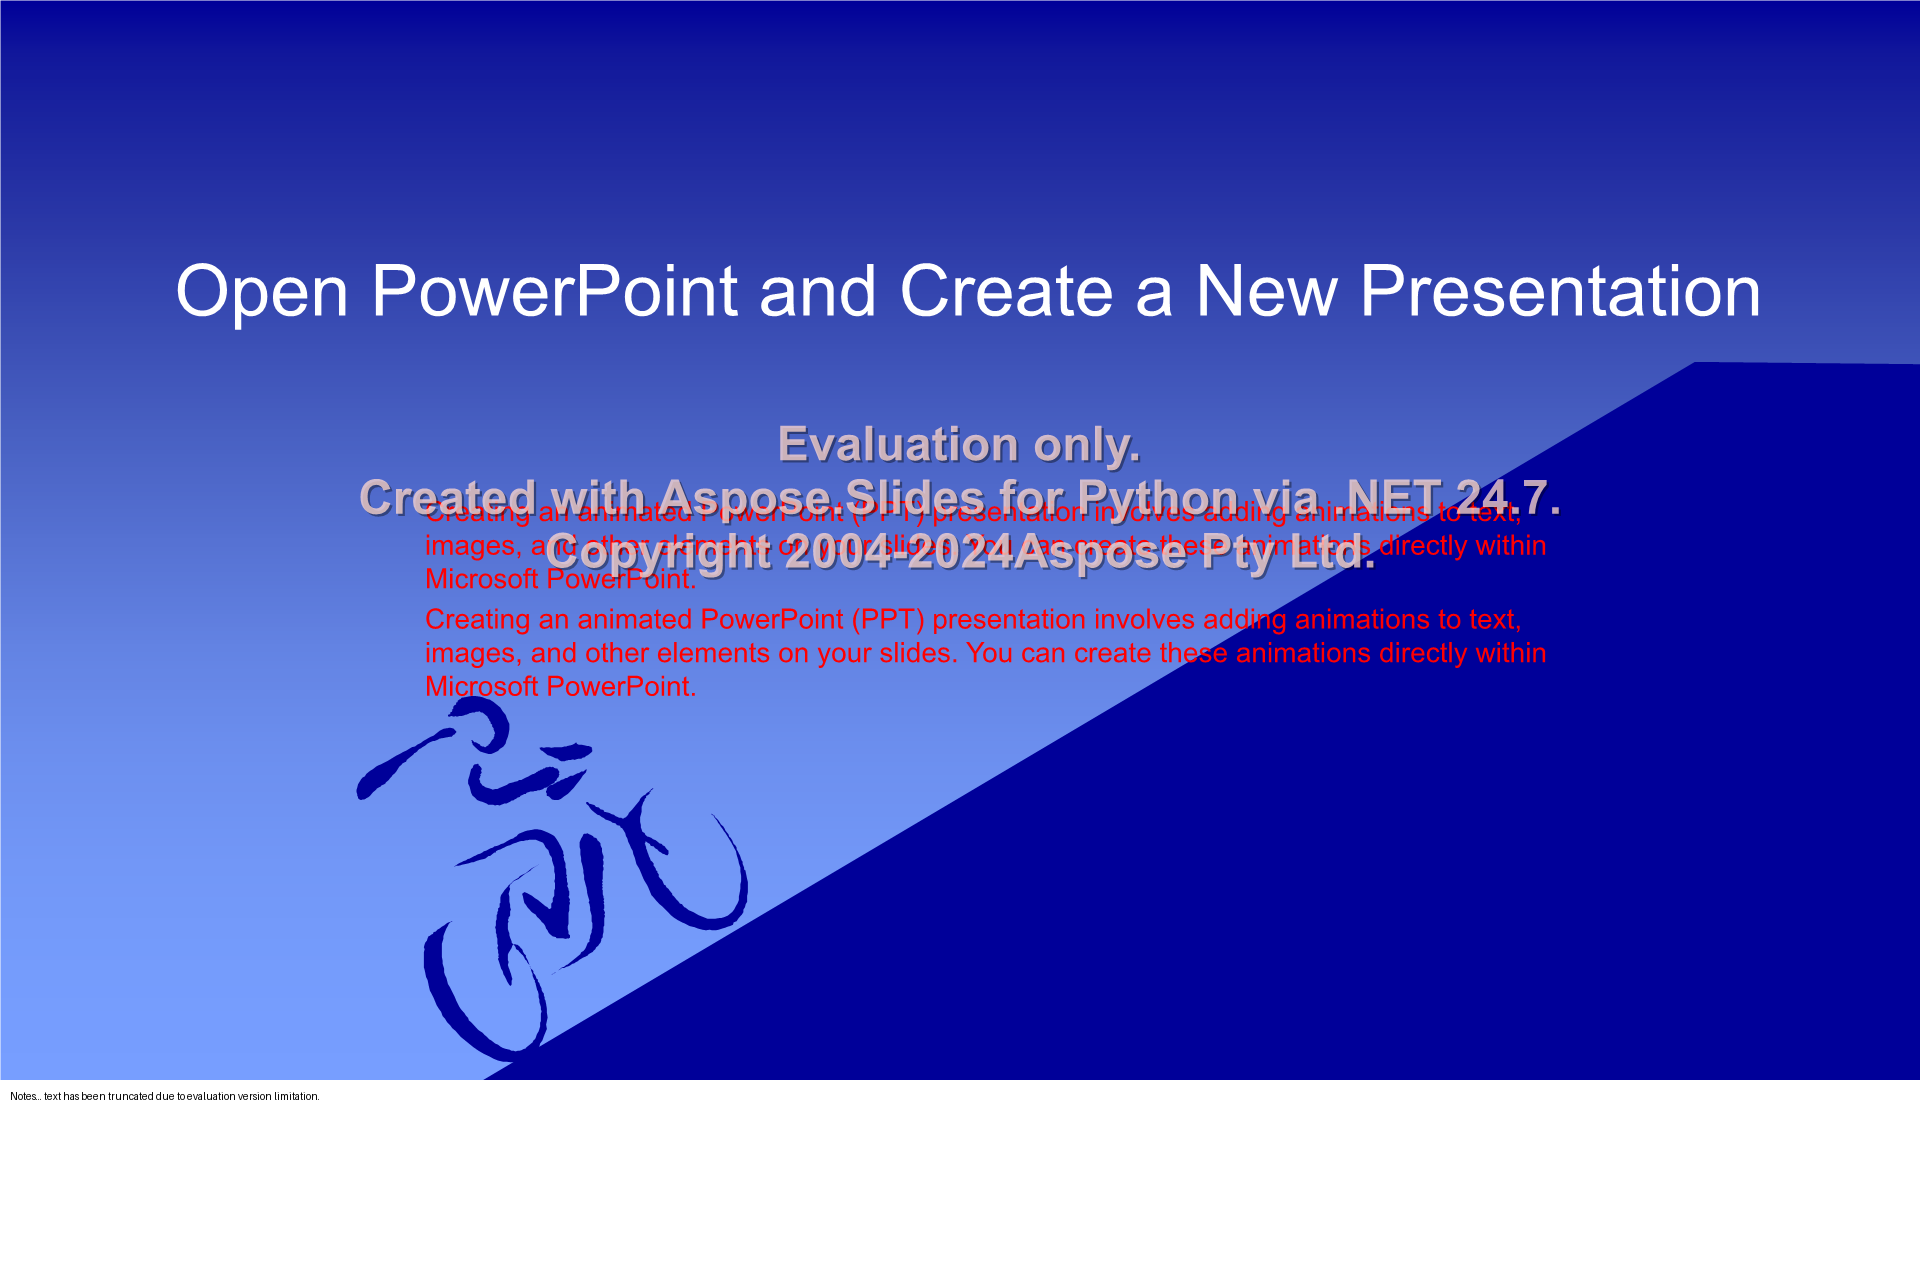 Open PowerPoint and Create a New Presentation
Evaluation only.
Created with Aspose.Slides for Python via .NET 24.7.
Creating an animated PowerPoint (PPT) presentation involves adding animations to text,
images, and other elements on your slides. You can create these animations directly within
Copyright 2004-2024Aspose Pty Ltd.
Microsoft PowerPoint.
Creating an animated PowerPoint (PPT) presentation involves adding animations to text,
images, and other elements on your slides. You can create these animations directly within
Microsoft PowerPoint.
Notes... text has been truncated due to evaluation version limitation.